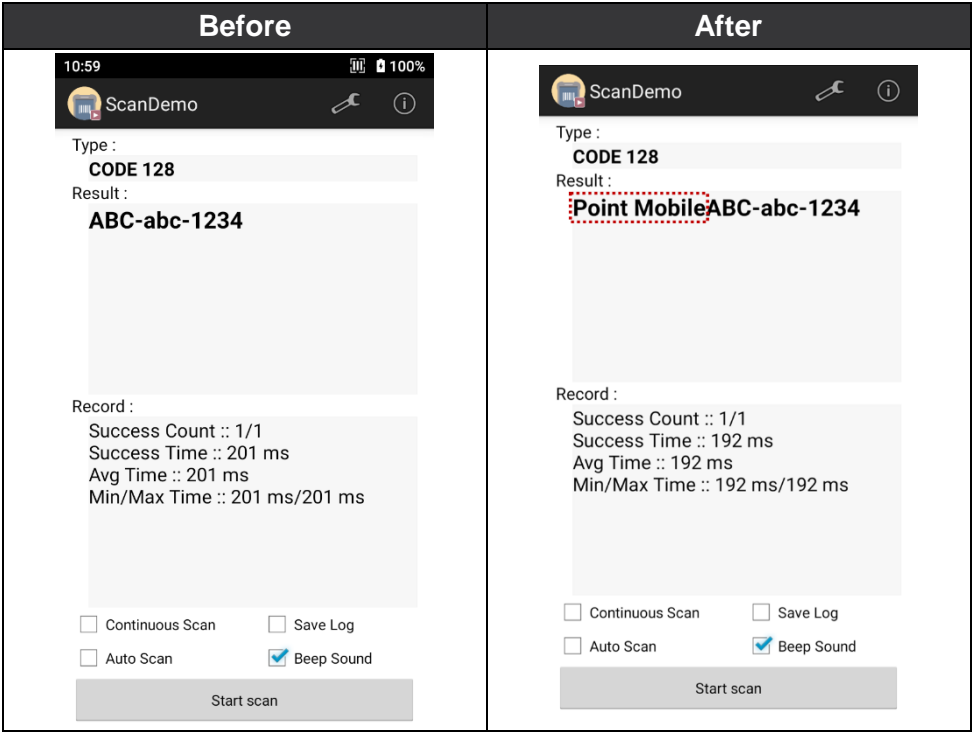 Before
After
10:59
100%
ScanDemo
Type :
CODE 128
Result :
ABC-abc-1234
Record :
Success Count :: 1/1
Success Time :: 201 ms
Avg Time :: 201 ms
Min/Max Time :: 201 ms/201 ms
Continuous Scan
Save Log
Auto Scan
Beep Sound
Start scan
ScanDemo
Type :
CODE 128
Result :
Point MobileABC-abc-1234
Record :
Success Count :: 1/1
Success Time :: 192 ms
Avg Time :: 192 ms
Min/Max Time :: 192 ms/192 ms
Continuous Scan
Save Log
Auto Scan
Beep Sound
Start scan